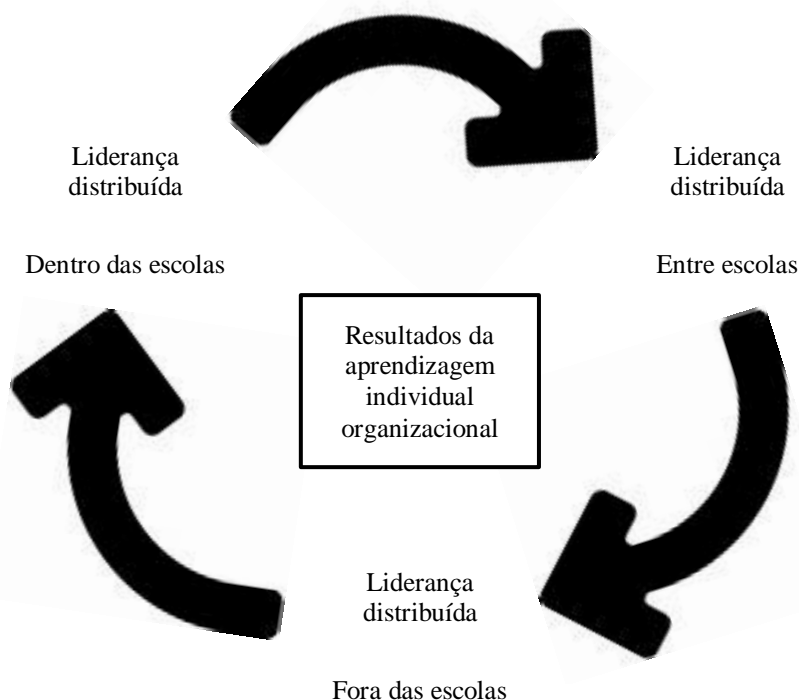 Liderança
distribuída
Dentro das escolas
Liderança
distribuída
Entre escolas
Resultados da
aprendizagem
individual
organizacional
Liderança
distribuída
Fora das escolas